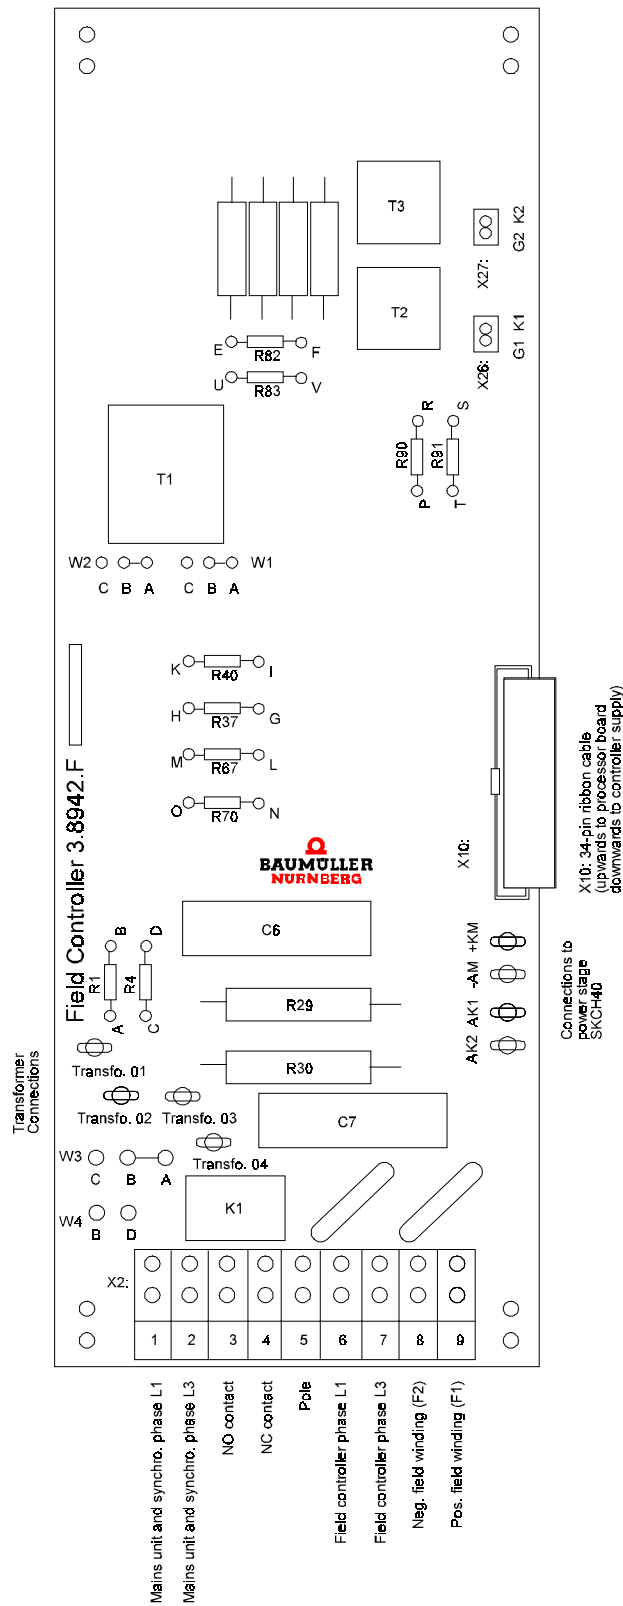 T3
K2
G2
X27:
T2
K1
G1
X26:
E
R82
F
U
R83
V
R
S
R90
R91
P
T
T1
W2
W1
C B A
C B A
K
R40
I
H
R37
G
M
R67
L
O
R70
N
BAUMÜLLER
NÜRNBERG
Field Controller 3.8942.F
X10:
X10: 34-pin ribbon cable
(upwards to processor board
downwards to controller supply)
C6
B
D
R1
R4
A
C
R29
R30
C7
+KM
-AM
AK1
AK2
Connections to
power stage
SKCH40
Transformer
Connections
Transfo. 01
Transfo. 02
Transfo. 03
Transfo. 04
W3
C B A
W4
B D
K1
X2:
1 2 3 4 5 6 7 8 9
Mains unit and synchro. phase L1
Mains unit and synchro. phase L3
NO contact
NC contact
Pole
Field controller phase L1
Field controller phase L3
Neg. field winding (F2)
Pos. field winding (F1)